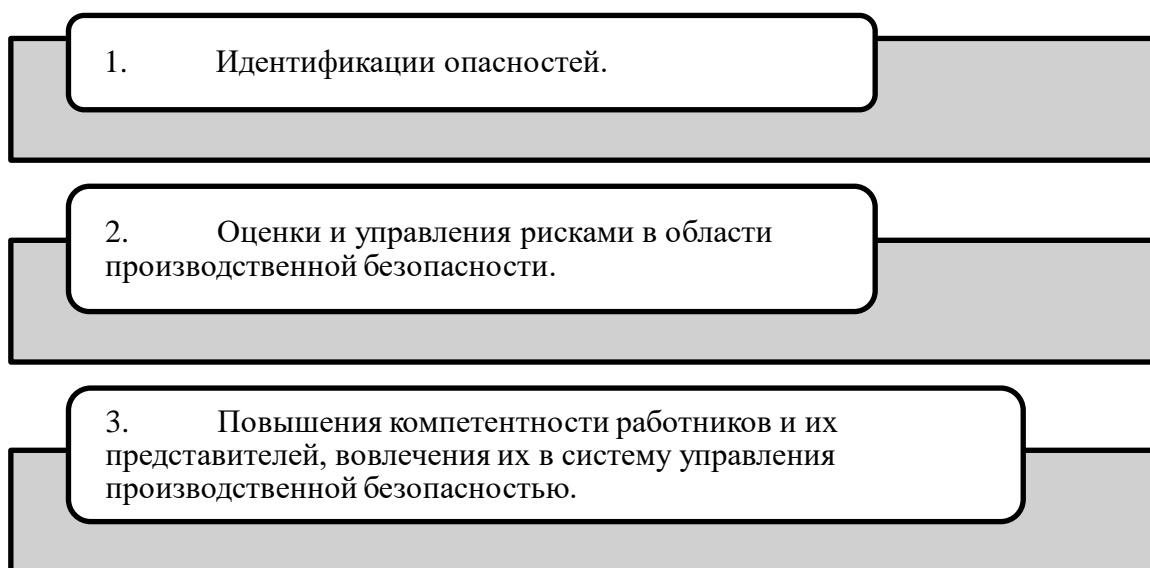 1. Идентификации опасностей.
2. Оценки и управления рисками в области
производственной безопасности.
3. Повышения компетентности работников и их
представителей, вовлечения их в систему управления
производственной безопасностью.